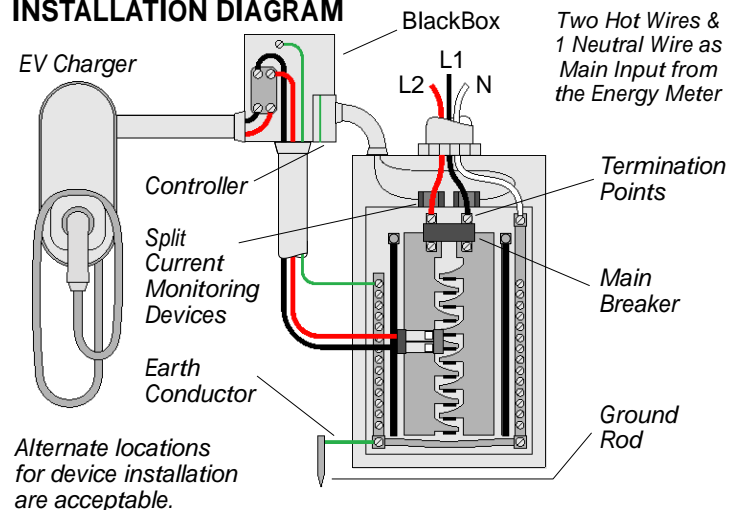 INSTALLATION DIAGRAM
BlackBox
Two Hot Wires &
1 Neutral Wire as
Main Input from
the Energy Meter
EV Charger
L1
L2
N
Controller
Termination
Points
Split
Current
Monitoring
Devices
Main
Breaker
Earth
Conductor
Ground
Rod
Alternate locations
for device installation
are acceptable.